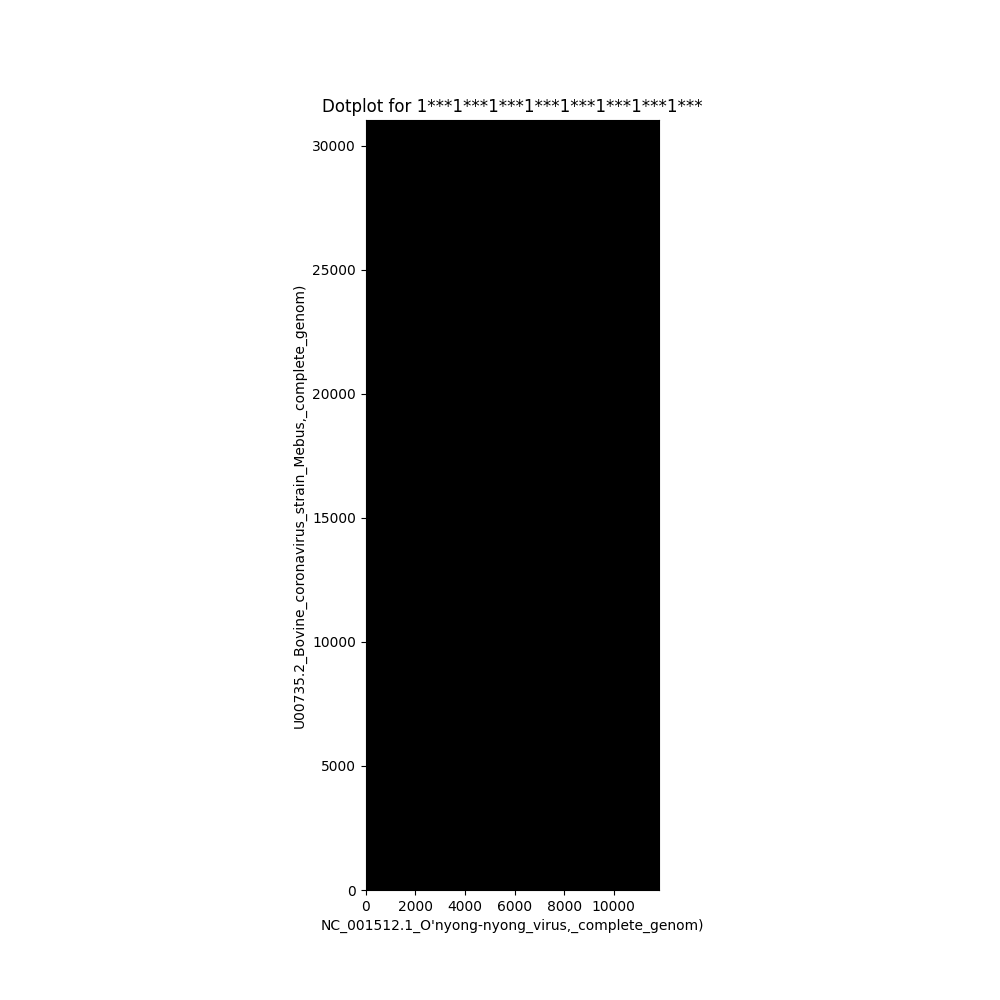 Dotplot for 1***1***1***1***1***1***1***1***
30000
25000
20000
15000
10000
5000
0
U00735.2_Bovine_coronavirus_strain_Mebus,_complete_genom)
0 2000 4000 6000 8000 10000
NC_001512.1_O'nyong-nyong_virus,_complete_genom)